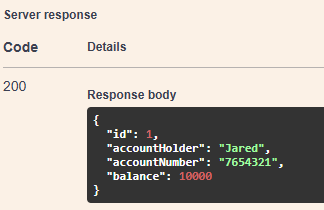 Server response
Code Details
200
Response body
{
  "id": 1,
  "accountHolder": "Jared",
  "accountNumber": "7654321",
  "balance": 10000
}